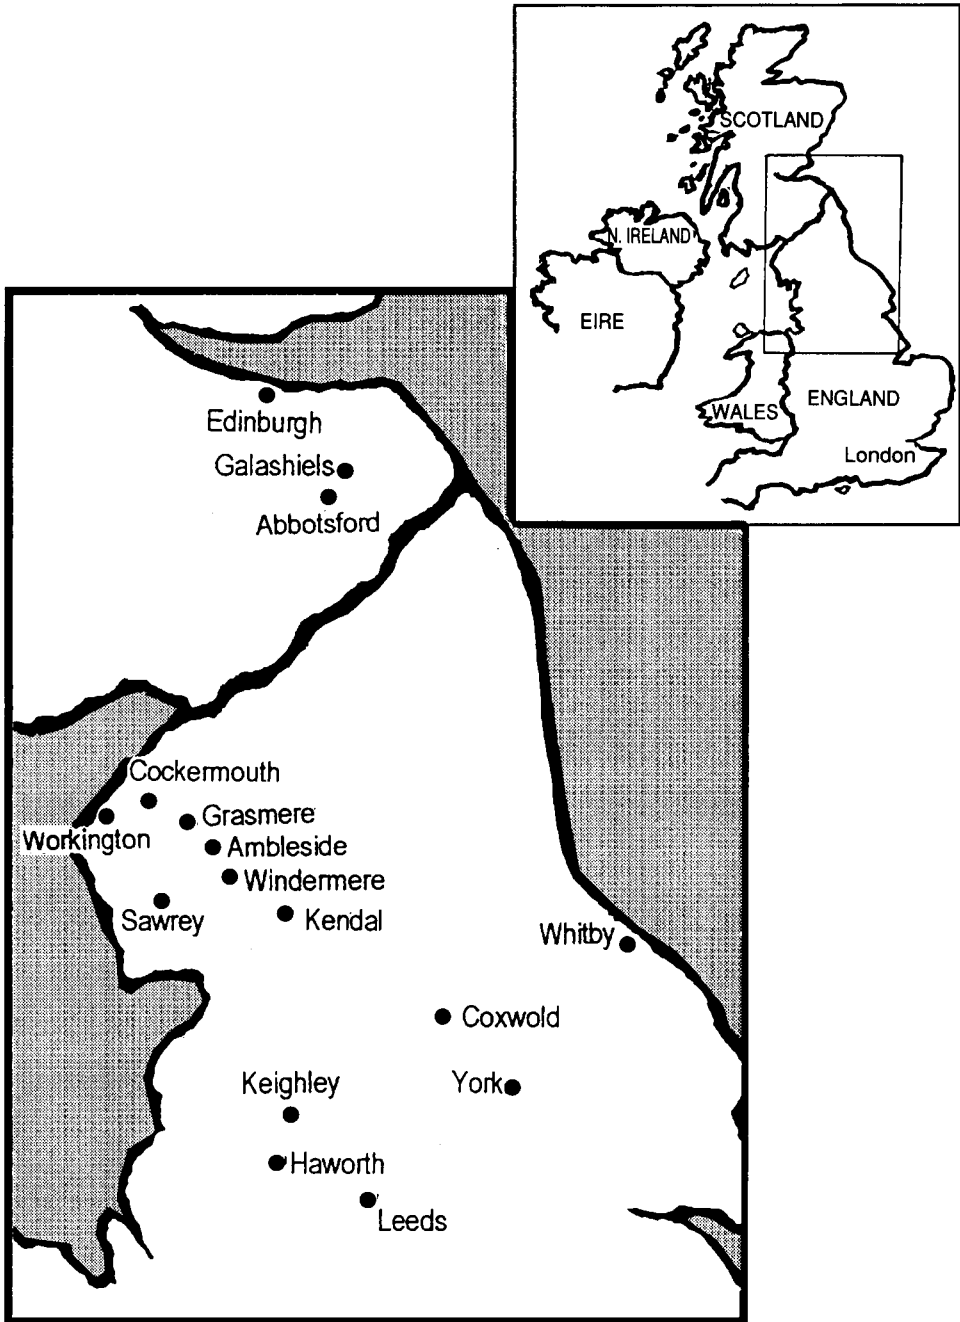 SCOTLAND
N. IRELAND
EIRE
WALES
ENGLAND
London
Edinburgh
Galashiels
Abbotsford
Cockermouth
Grasmere
Workington
Ambleside
Windermere
Sawrey
Kendal
Whitby
Coxwold
Keighley
York
Haworth
Leeds